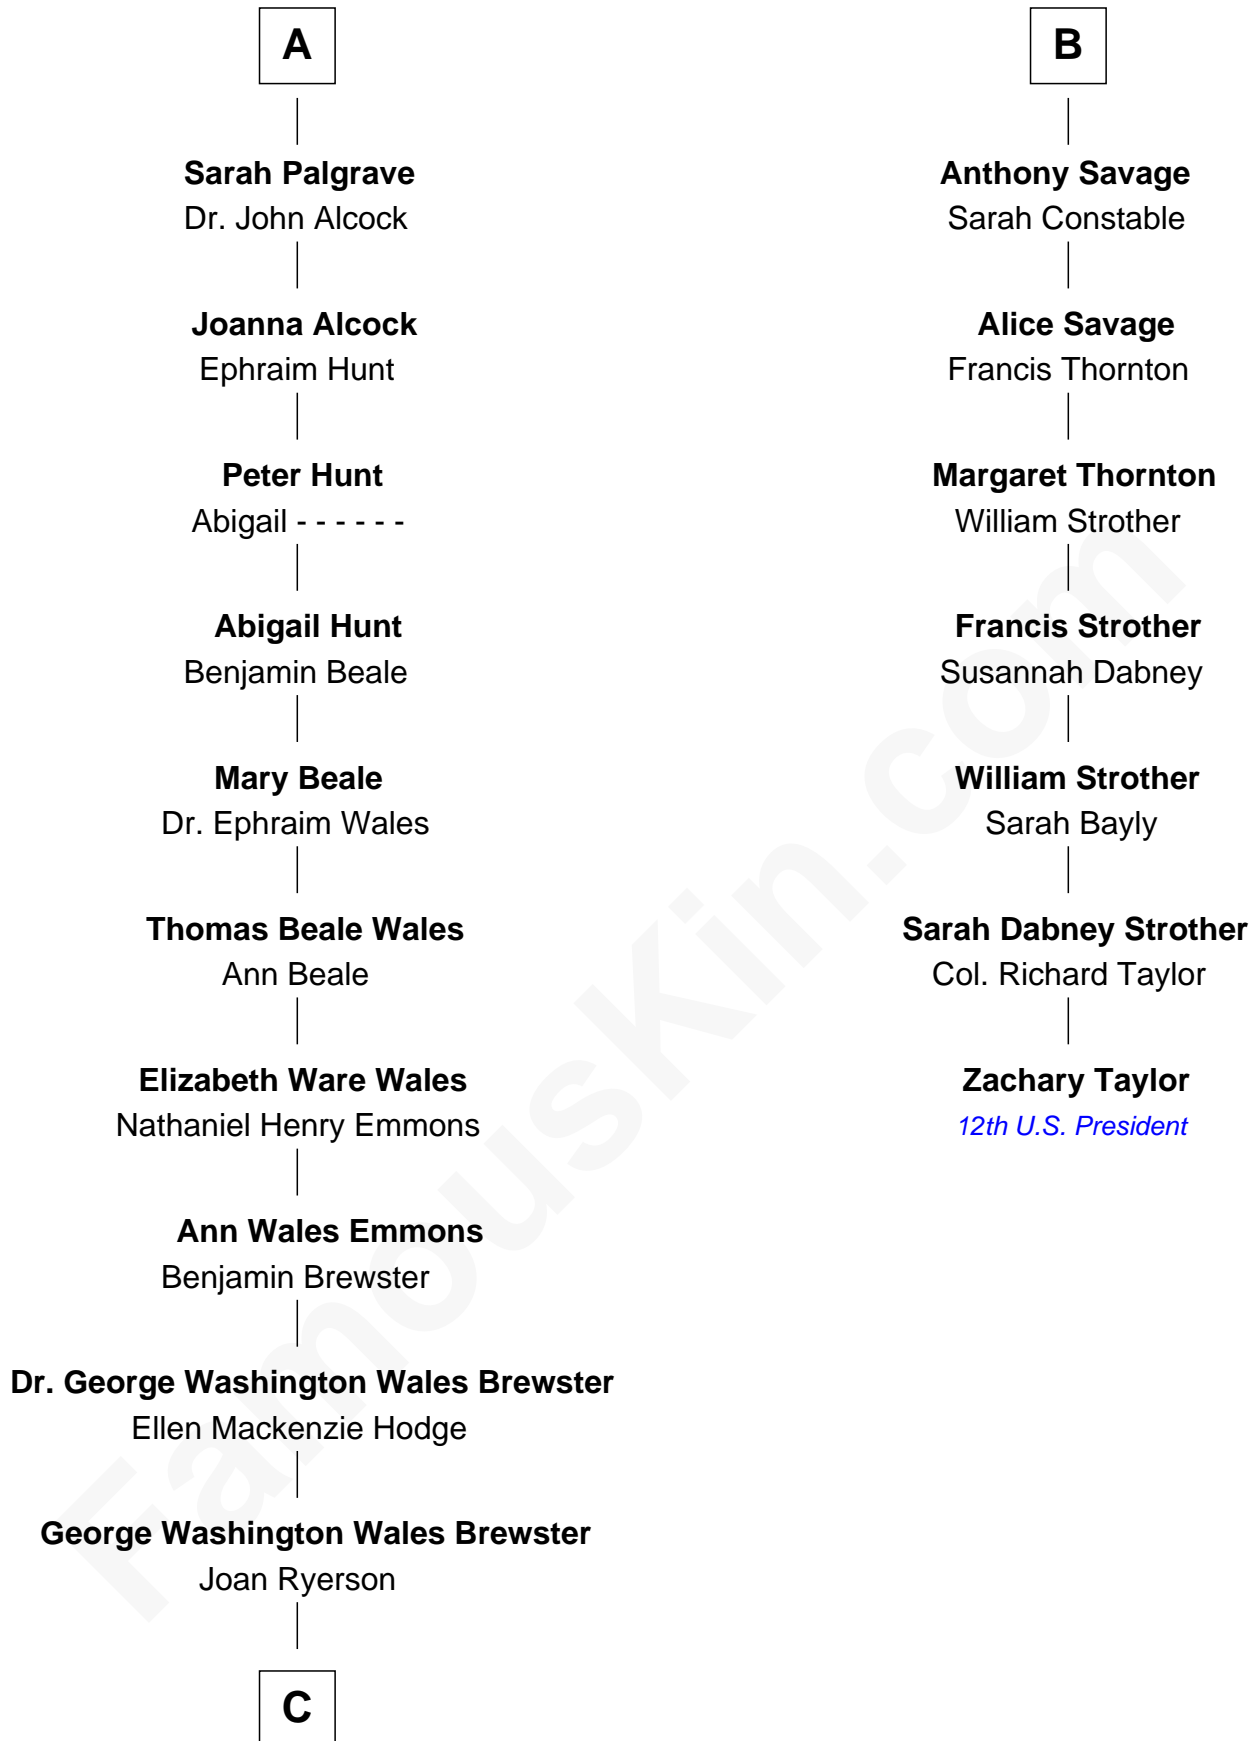 A
Sarah Palgrave
Dr. John Alcock
Joanna Alcock
Ephraim Hunt
Peter Hunt
Abigail - - - - - -
Abigail Hunt
Benjamin Beale
Mary Beale
Dr. Ephraim Wales
Thomas Beale Wales
Ann Beale
Elizabeth Ware Wales
Nathaniel Henry Emmons
Ann Wales Emmons
Benjamin Brewster
Dr. George Washington Wales Brewster
Ellen Mackenzie Hodge
George Washington Wales Brewster
Joan Ryerson
C
B
Anthony Savage
Sarah Constable
Alice Savage
Francis Thornton
Margaret Thornton
William Strother
Francis Strother
Susannah Dabney
William Strother
Sarah Bayly
Sarah Dabney Strother
Col. Richard Taylor
Zachary Taylor
12th U.S. President
FamousKin.com